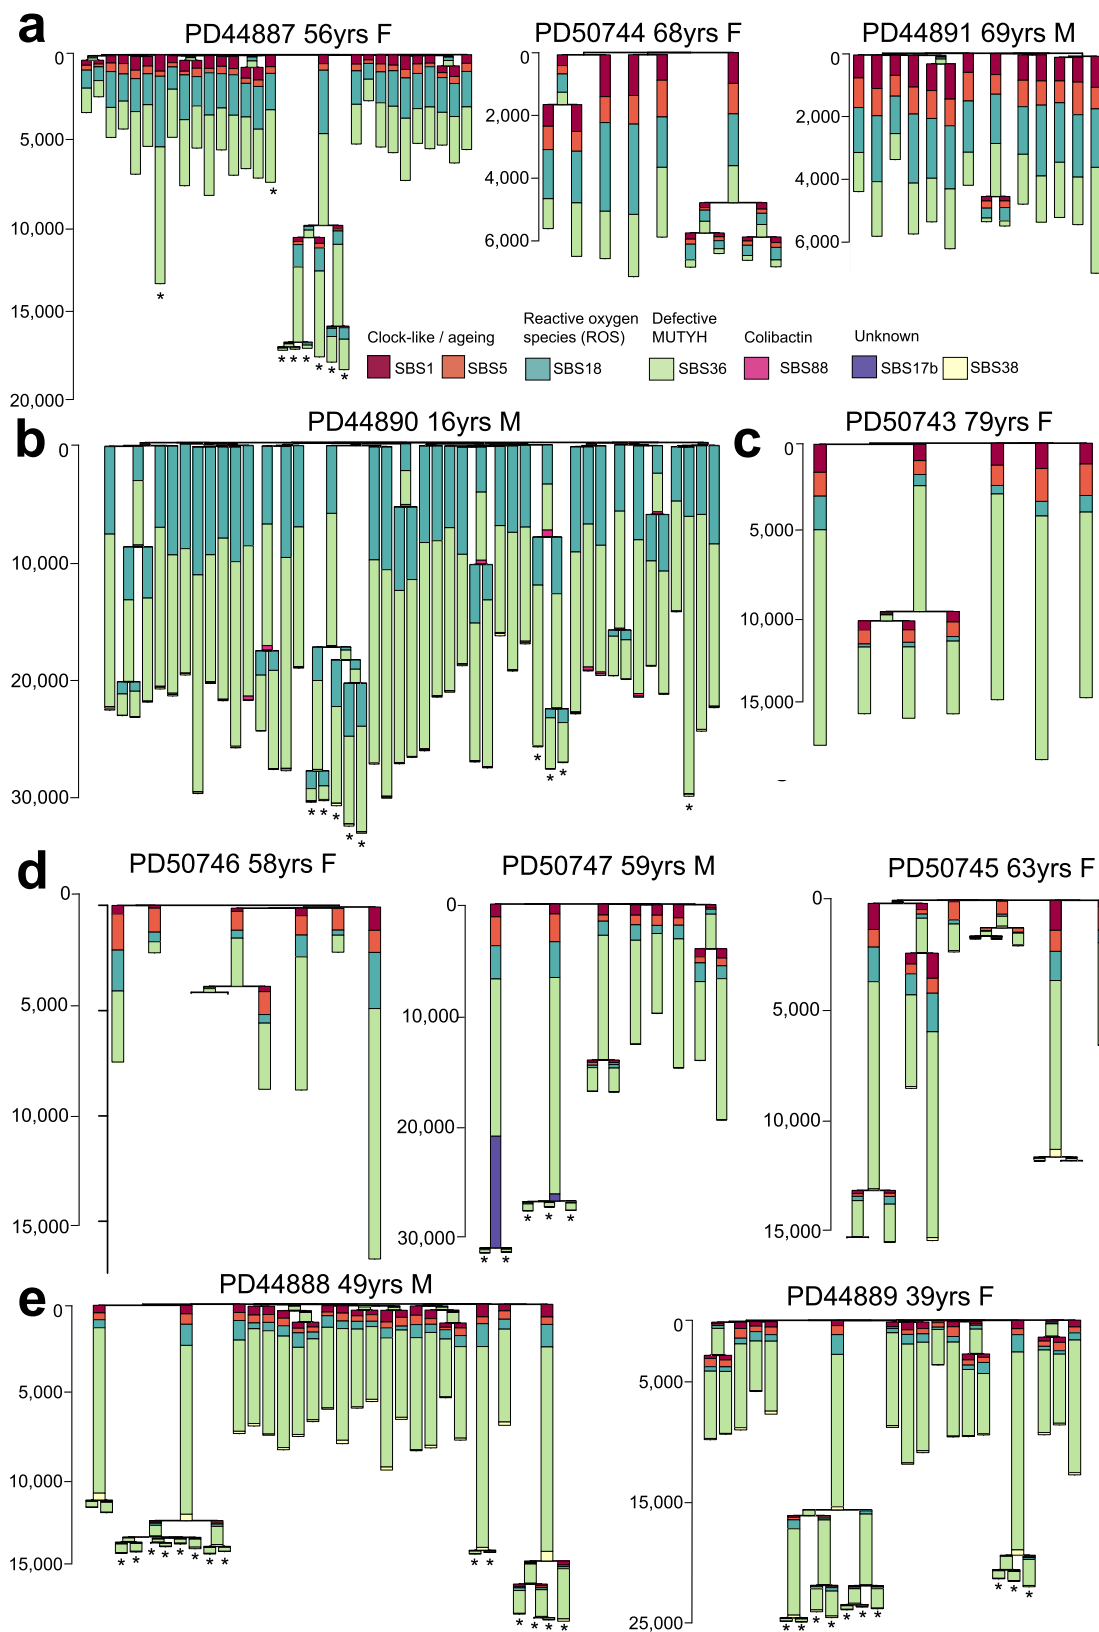 a
PD44887 56yrs F
PD50744 68yrs F
PD44891 69yrs M
0
5,000
10,000
15,000
20,000
*
*
* * * * * *
0
2,000
4,000
6,000
0
2,000
4,000
6,000
Clock-like / ageing
Reactive oxygen
species (ROS)
Defective
MUTYH
Colibactin
Unknown
SBS1
SBS5
SBS18
SBS36
SBS88
SBS17b
SBS38
b
PD44890 16yrs M
0
10,000
20,000
30,000
* * * * *
* * *
*
c
PD50743 79yrs F
0
5,000
10,000
15,000
d
PD50746 58yrs F
PD50747 59yrs M
PD50745 63yrs F
0
5,000
10,000
15,000
0
10,000
20,000
30,000
* *
* * *
0
5,000
10,000
15,000
e
PD44888 49yrs M
PD44889 39yrs F
0
5,000
10,000
15,000
* * * * * * * *
* *
* * * *
0
5,000
15,000
25,000
* * * * * * *
* * *